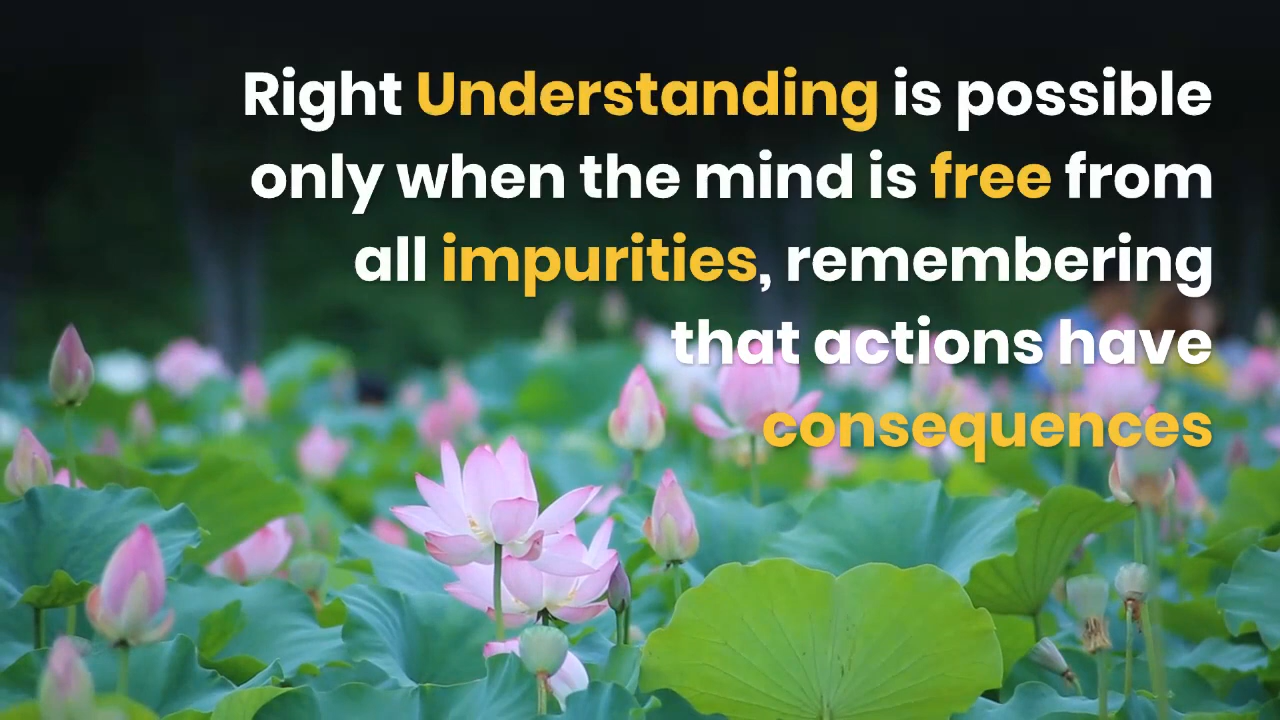 Right Understanding is possible
only when the mind is free from
all impurities, remembering
that actions have
consequences